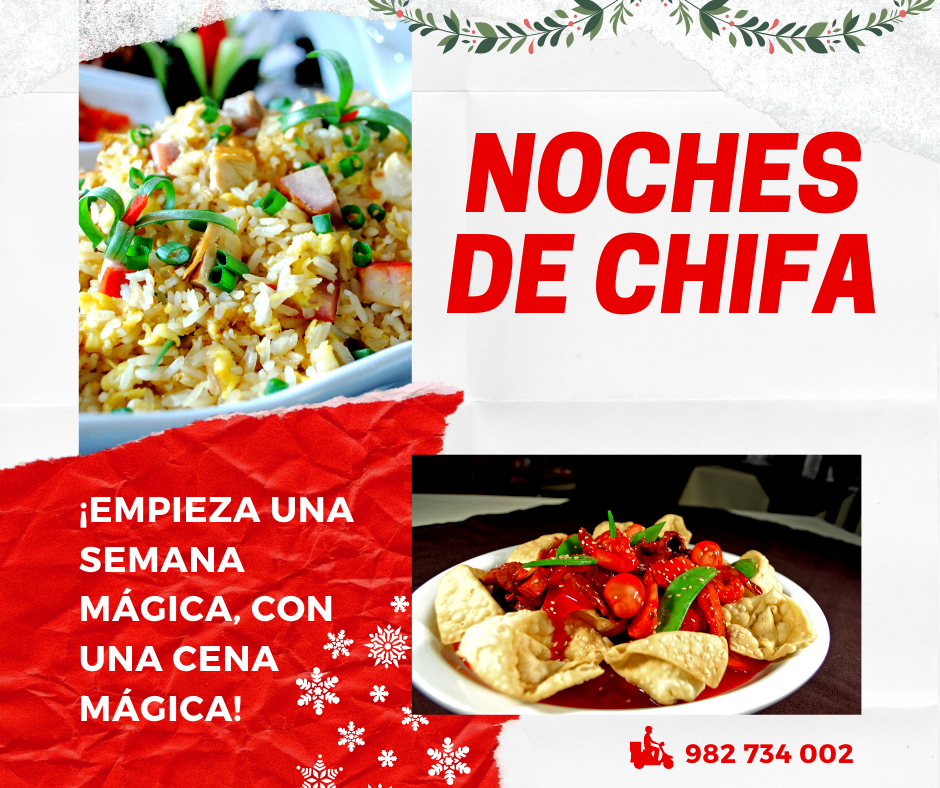 NOCHES
DE CHIFA
¡EMPIEZA UNA
SEMANA
MÁGICA, CON
UNA CENA
MÁGICA!
982 734 002